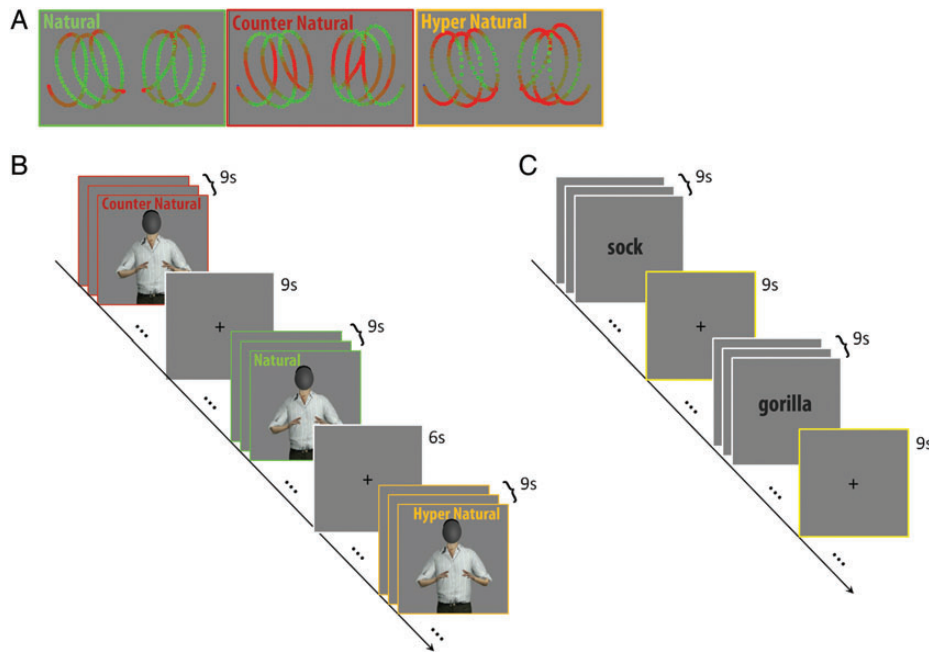 A
Natural
Counter Natural
Hyper Natural
B
Counter Natural
9s
+
9s
...
Natural
9s
...
+
6s
...
Hyper Natural
9s
...
...
C
sock
9s
+
9s
...
gorilla
9s
...
+
9s
...
...